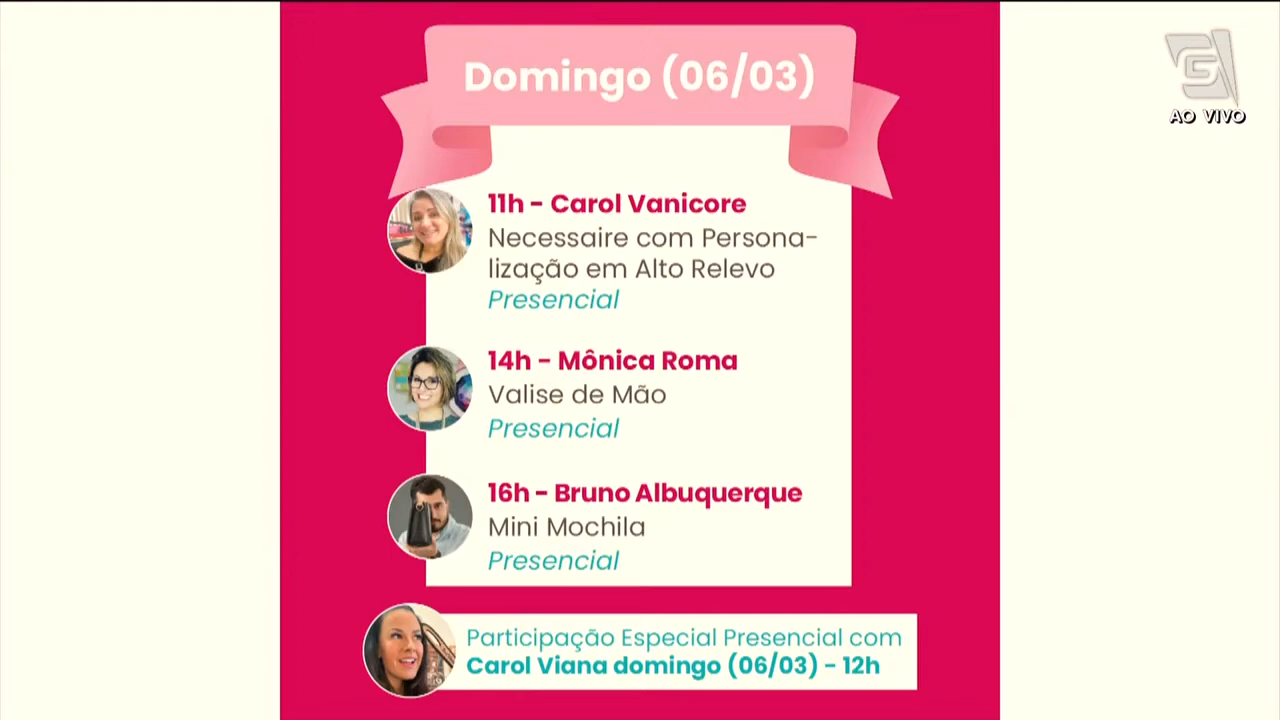 Domingo (06/03)
AO VIVO
11h - Carol Vanicore
Necessaire com Persona-
lização em Alto Relevo
Presencial
14h - Mônica Roma
Valise de Mão
Presencial
16h - Bruno Albuquerque
Mini Mochila
Presencial
Participação Especial Presencial com
Carol Viana domingo (06/03) - 12h